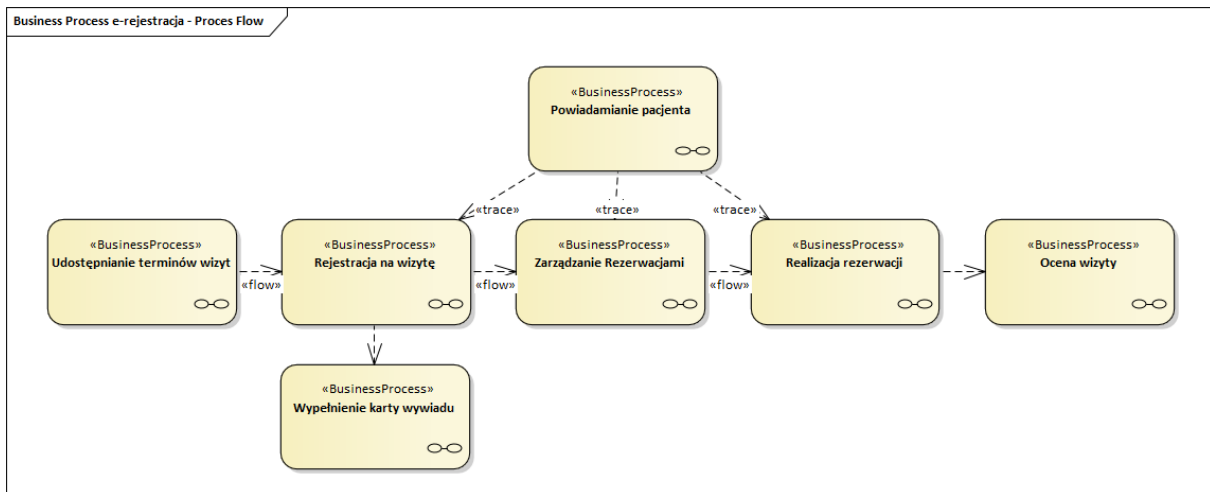 Business Process e-rejestracja - Proces Flow
«BusinessProcess»
Powiadamianie pacjenta
«trace»
«trace»
«trace»
«BusinessProcess»
Udostępnianie terminów wizyt
«flow»
«BusinessProcess»
Rejestracja na wizytę
«flow»
«BusinessProcess»
Zarządzanie Rezerwacjami
«flow»
«BusinessProcess»
Realizacja rezerwacji
«BusinessProcess»
Ocena wizyty
«BusinessProcess»
Wypełnienie karty wywiadu